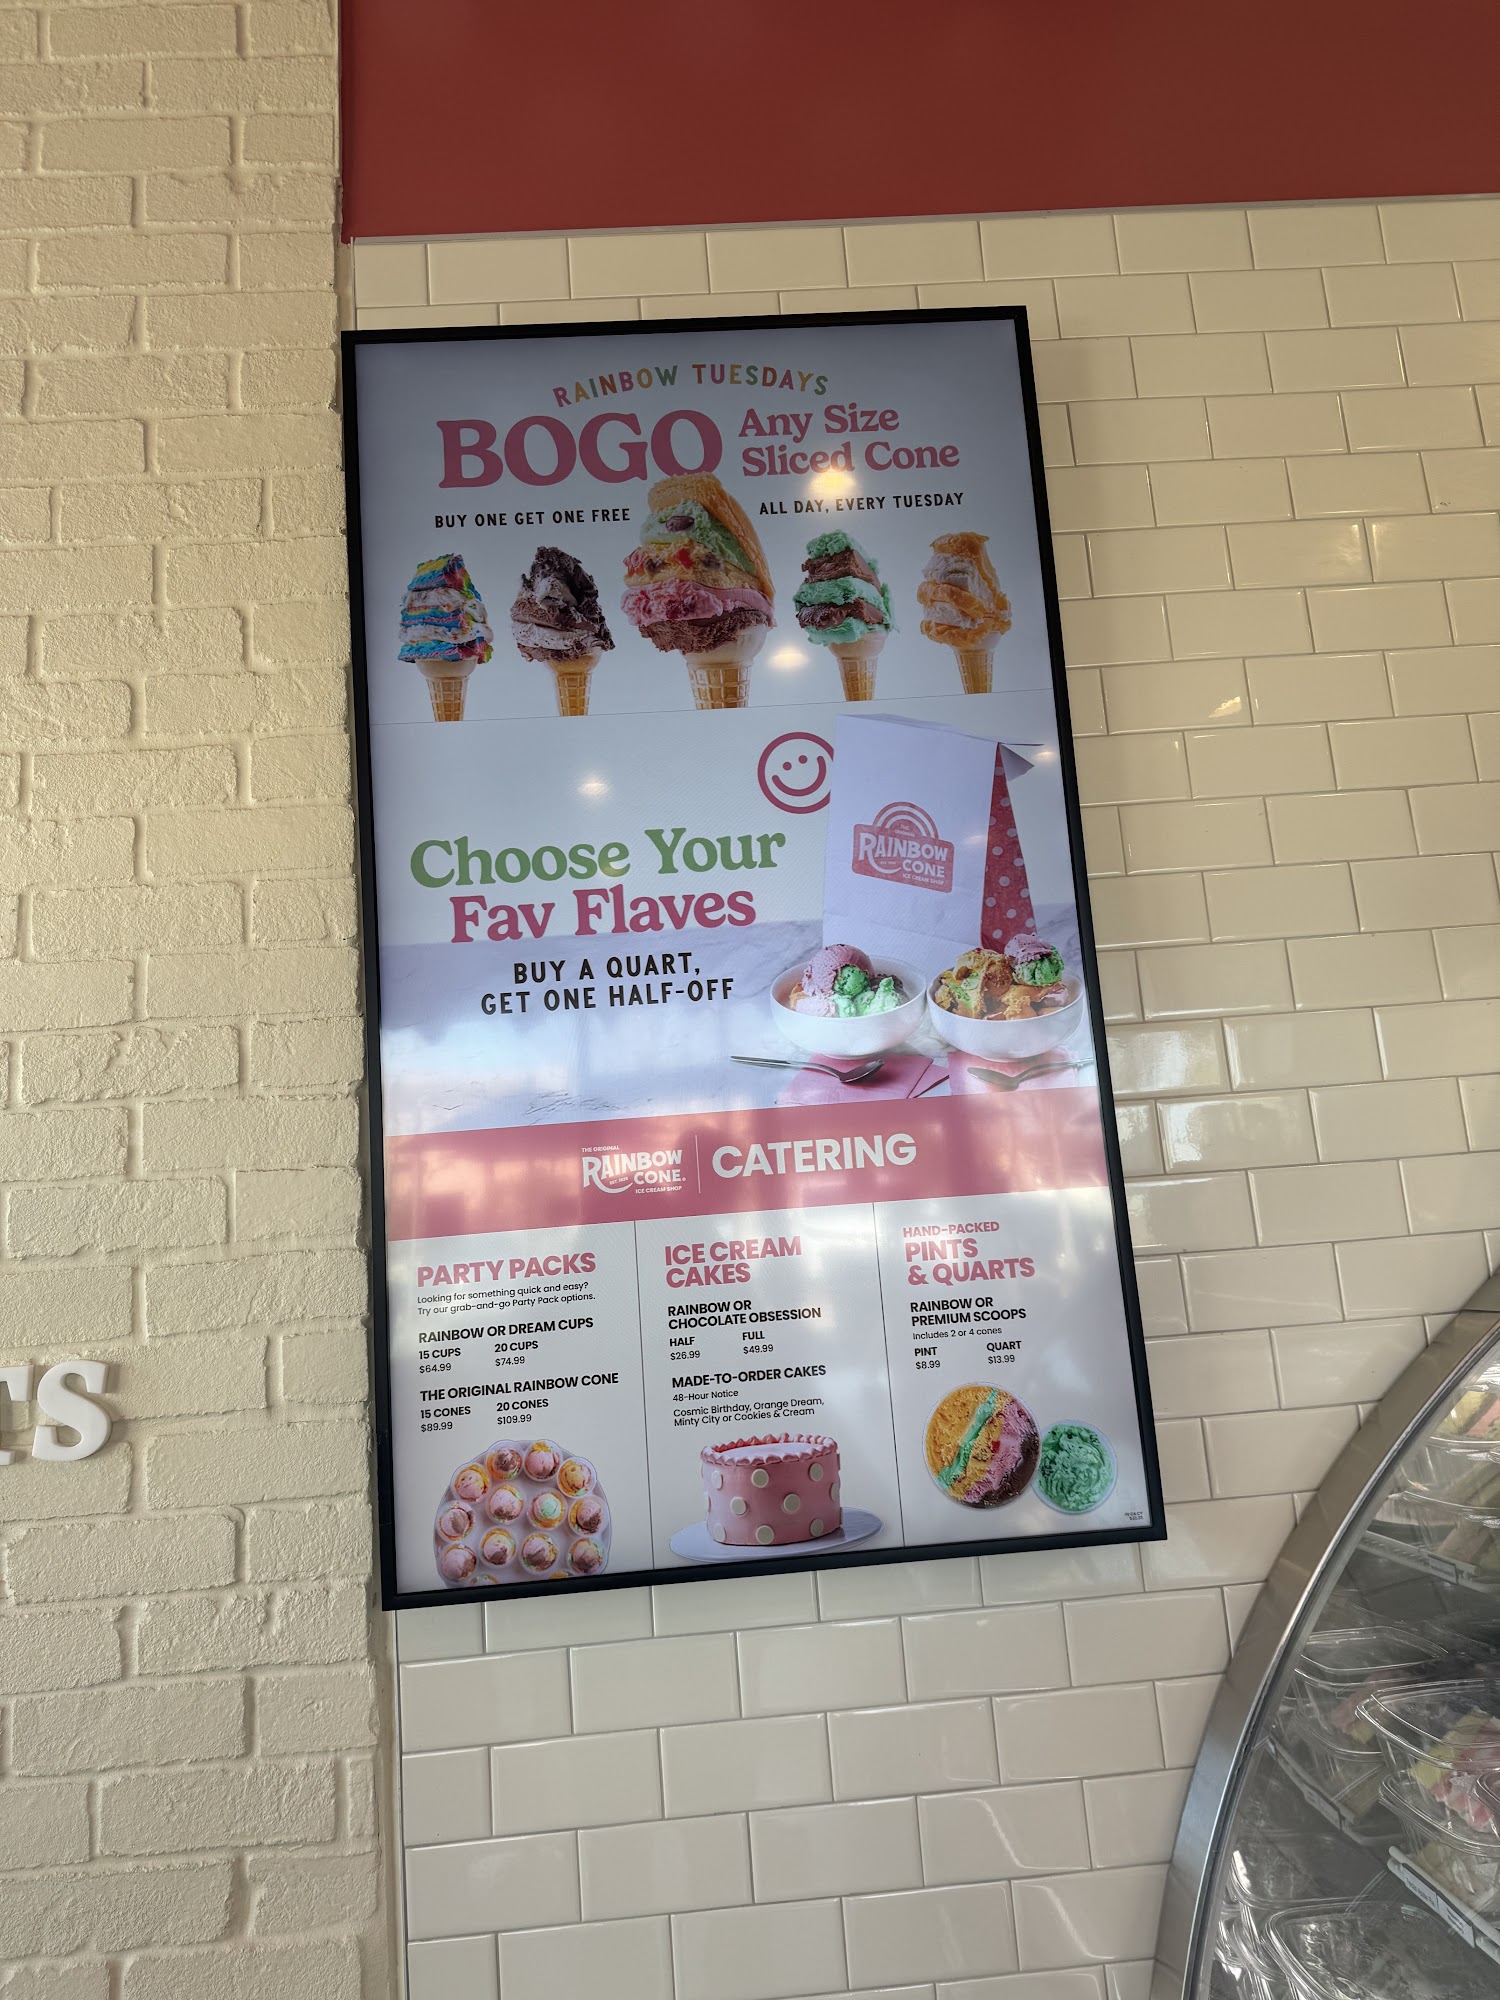 RAINBOW TUESDAYS
BOGO
Any Size
Sliced Cone
BUY ONE GET ONE FREE
ALL DAY, EVERY TUESDAY
THE ORIGINAL
RAINBOW
CONE
ICE CREAM SHOP
Choose Your
Fav Flaves
BUY A QUART,
GET ONE HALF-OFF
THE ORIGINAL
RAINBOW
EST. 1926 CONE.
ICE CREAM SHOP
CATERING
PARTY PACKS
Looking for something quick and easy?
Try our grab-and-go Party Pack options.
RAINBOW OR DREAM CUPS
15 CUPS 20 CUPS
$64.99 $74.99
THE ORIGINAL RAINBOW CONE
15 CONES 20 CONES
$89.99 $109.99
ICE CREAM
CAKES
RAINBOW OR
CHOCOLATE OBSESSION
HALF FULL
$26.99 $49.99
MADE-TO-ORDER CAKES
48-Hour Notice
Cosmic Birthday, Orange Dream,
Minty City or Cookies & Cream
HAND-PACKED
PINTS
& QUARTS
RAINBOW OR
PREMIUM SCOOPS
Includes 2 or 4 cones
PINT QUART
$8.99 $13.99
TS